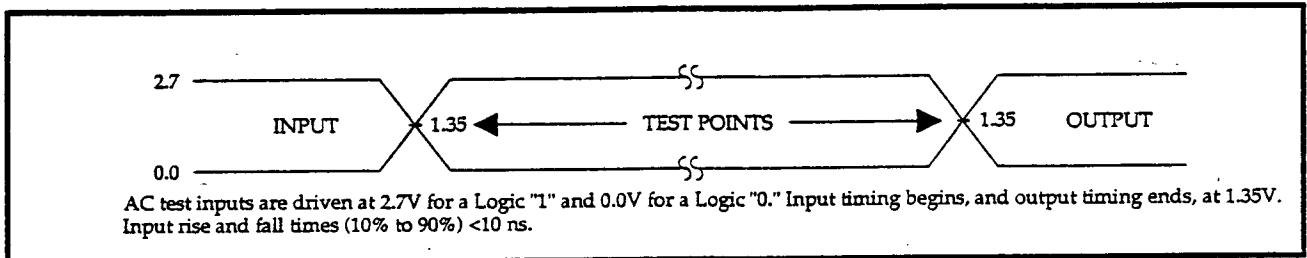 2.7
INPUT 1.35 TEST POINTS 1.35 OUTPUT
0.0
AC test inputs are driven at 2.7V for a Logic "1" and 0.0V for a Logic "0." Input timing begins, and output timing ends, at 1.35V.
Input rise and fall times (10% to 90%) <10 ns.